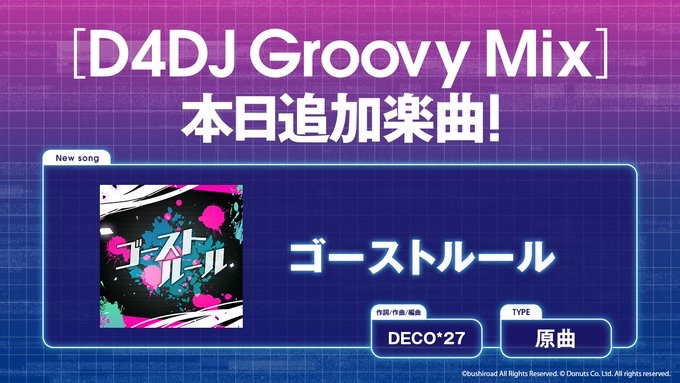 [D4DJ Groovy Mix]
本日追加楽曲!
New song
ゴースト
ルール
ゴーストルール
作詞/作曲/編曲
DECO*27
TYPE
原曲
©bushiroad All Rights Reserved. © Donuts Co. Ltd. All rights reserved.